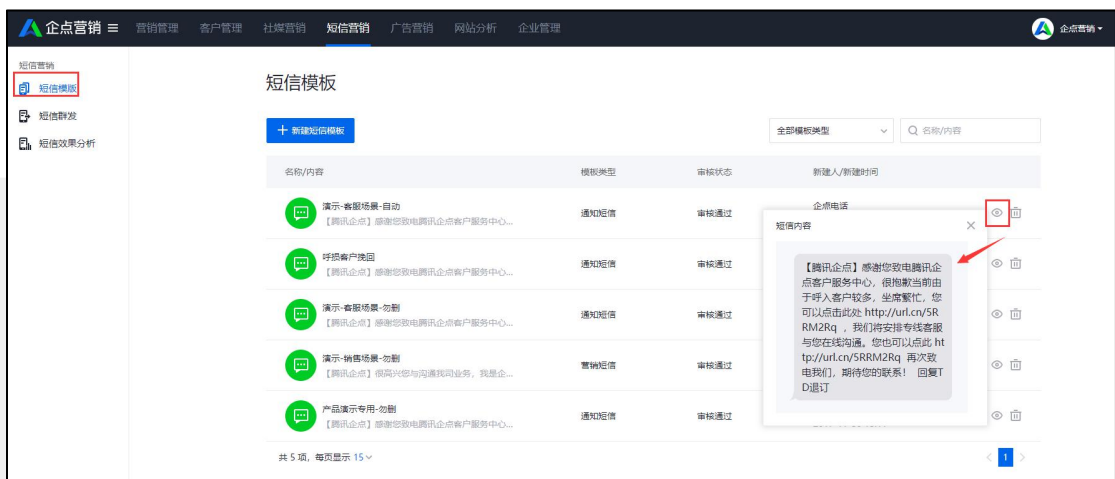 企点营销
营销管理 客户管理 社媒营销 短信营销 广告营销 网站分析 企业管理
企点营销
短信营销
短信模版
短信群发
短信效果分析
短信模板
+ 新建短信模板
全部模板类型
名称/内容
名称/内容 模板类型 审核状态 新建人/新建时间
演示-客服场景-自动
【腾讯企点】感谢您致电腾讯企点客户服务中心...
通知短信 审核通过 企点电话
呼损客户挽回
【腾讯企点】感谢您致电腾讯企点客户服务中心...
通知短信 审核通过
演示-客服场景-勿删
【腾讯企点】感谢您致电腾讯企点客户服务中心...
通知短信 审核通过
演示-销售场景-勿删
【腾讯企点】很高兴您与沟通我司业务，我是企...
营销短信 审核通过
产品演示专用-勿删
【腾讯企点】感谢您致电腾讯企点客户服务中心...
通知短信 审核通过
短信内容
【腾讯企点】感谢您致电腾讯企
点客户服务中心，很抱歉当前由
于呼入客户较多，坐席繁忙，您
可以点击此处 http://url.cn/5R
RM2Rq ，我们将安排专线客服
与您在线沟通。您也可以点此 ht
tp://url.cn/5RRM2Rq 再次致
电我们，期待您的联系！ 回复T
D退订
共 5 项，每页显示 15
1